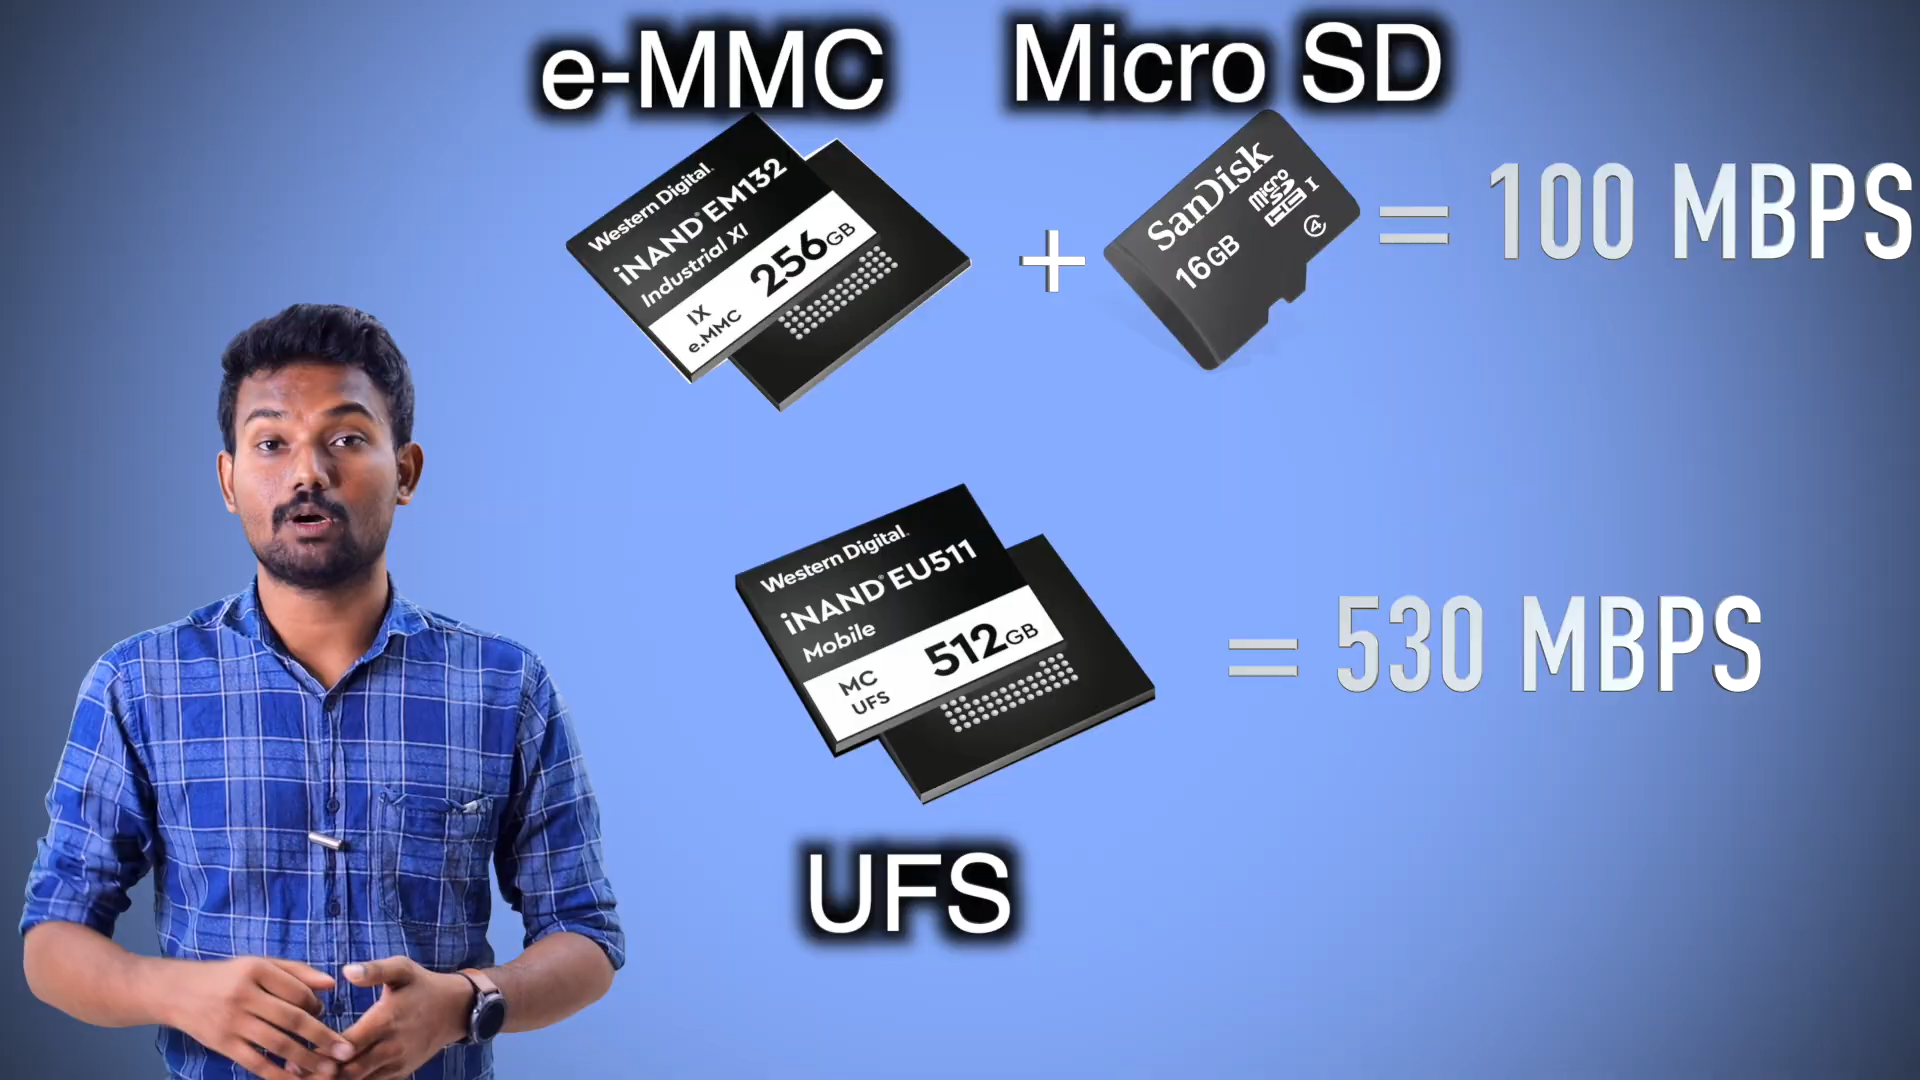 e-MMC
Micro SD
Western Digital.
iNAND® EM132
Industrial XI
IX
e.MMC
256GB
+
SanDisk
micro
SD
HC I
16GB
4
= 100 MBPS
Western Digital.
iNAND® EU511
Mobile
MC
UFS
512GB
= 530 MBPS
UFS